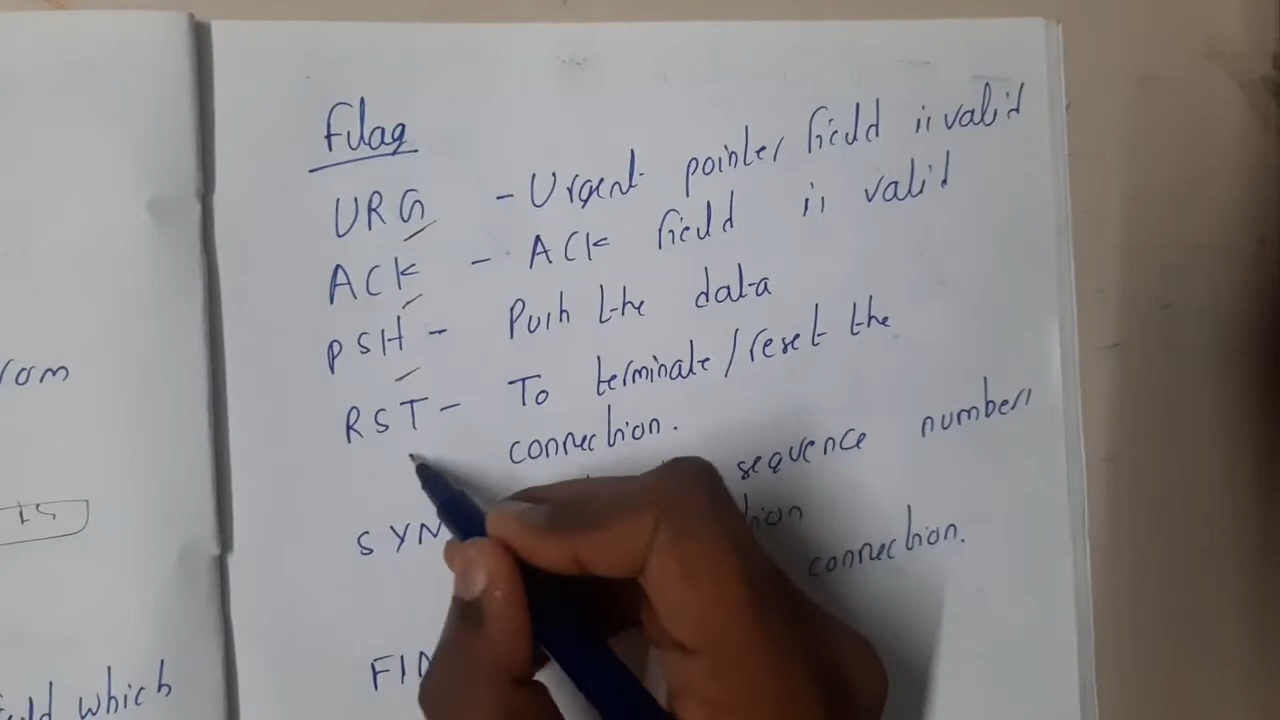 Flag
URG - Urgent pointer field is valid
ACK - ACK field is valid
PSH - Push the data
RST - To terminate/reset the
connection.
sequence numbers
SYN
connection.
FIN
rom
which